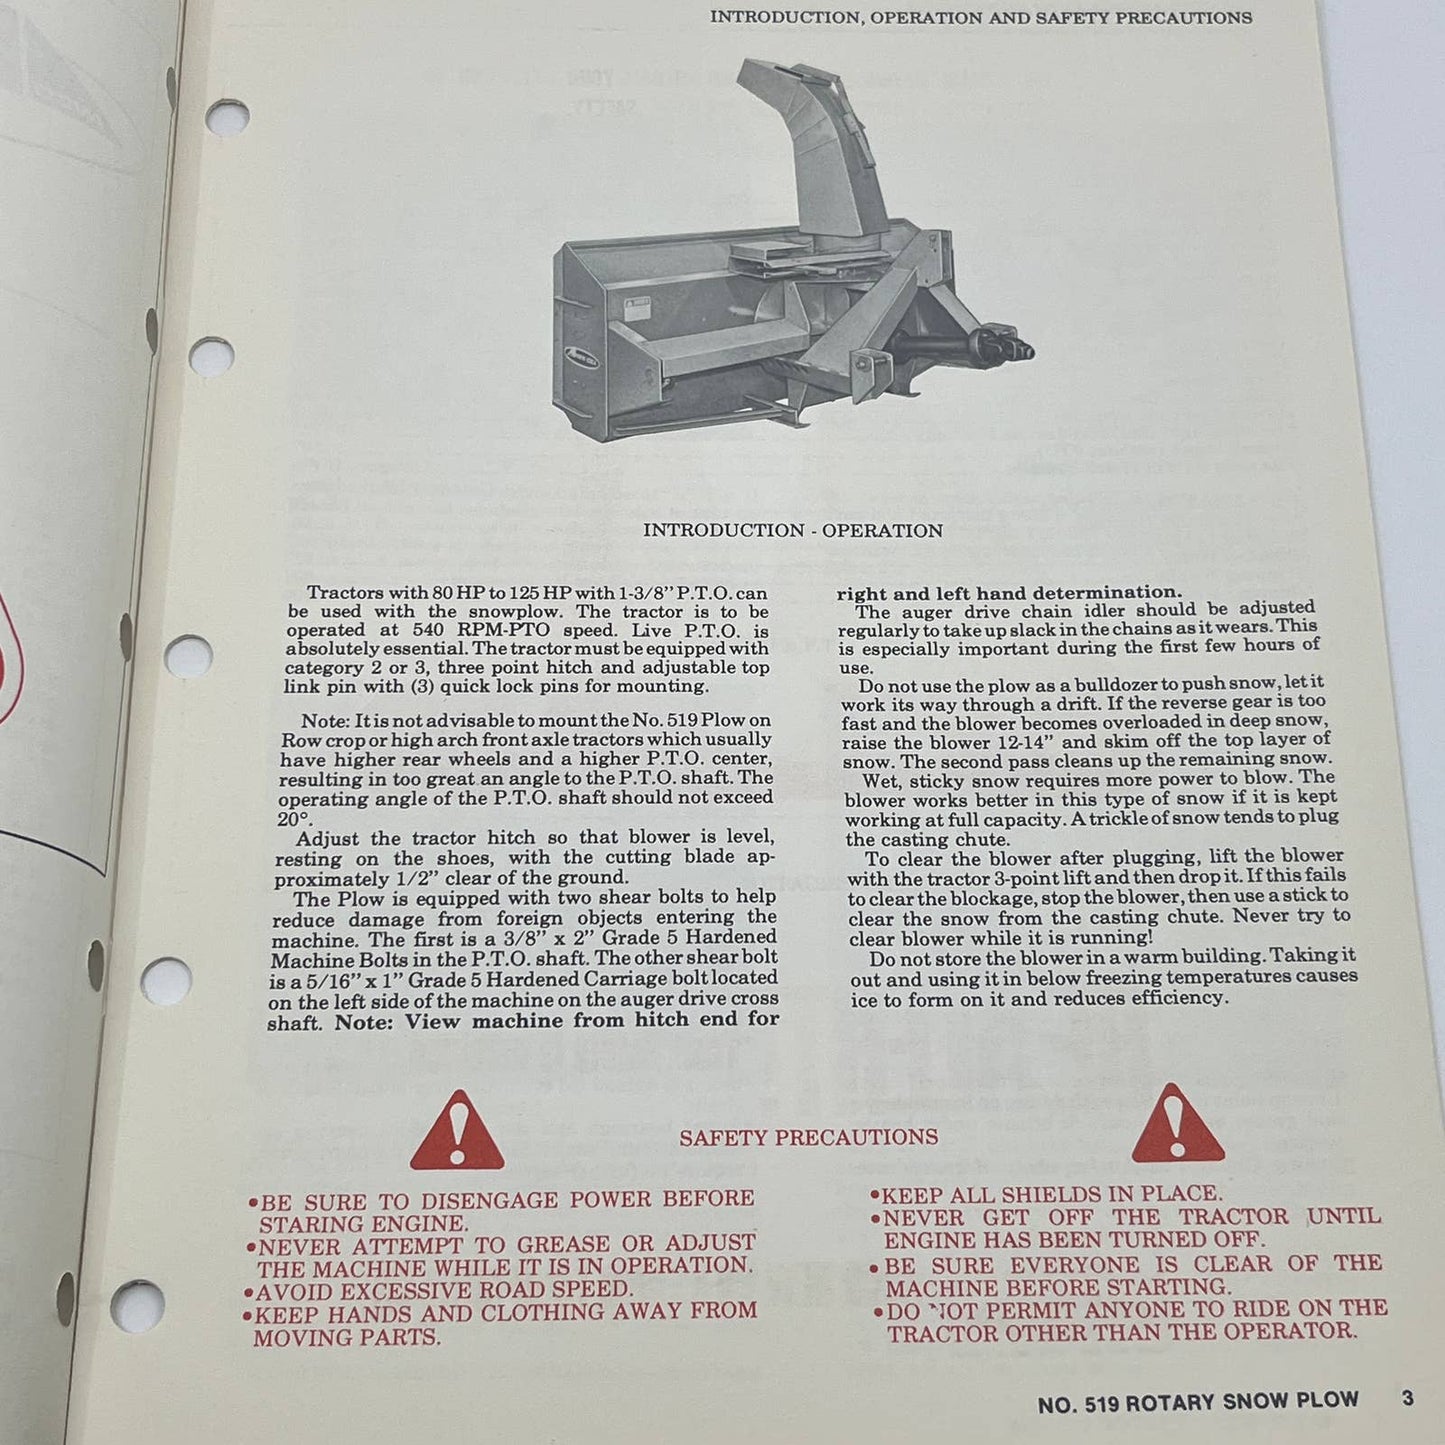 INTRODUCTION, OPERATION AND SAFETY PRECAUTIONS
INTRODUCTION - OPERATION
Tractors with 80 HP to 125 HP with 1-3/8” P.T.O. can
be used with the snowplow. The tractor is to be
operated at 540 RPM-PTO speed. Live P.T.O. is
absolutely essential. The tractor must be equipped with
category 2 or 3, three point hitch and adjustable top
link pin with (3) quick lock pins for mounting.
Note: It is not advisable to mount the No. 519 Plow on
Row crop or high arch front axle tractors which usually
have higher rear wheels and a higher P.T.O. center,
resulting in too great an angle to the P.T.O. shaft. The
operating angle of the P.T.O. shaft should not exceed
20°.
Adjust the tractor hitch so that blower is level,
resting on the shoes, with the cutting blade ap-
proximately 1/2” clear of the ground.
The Plow is equipped with two shear bolts to help
reduce damage from foreign objects entering the
machine. The first is a 3/8” x 2” Grade 5 Hardened
Machine Bolts in the P.T.O. shaft. The other shear bolt
is a 5/16” x 1” Grade 5 Hardened Carriage bolt located
on the left side of the machine on the auger drive cross
shaft. Note: View machine from hitch end for
right and left hand determination.
The auger drive chain idler should be adjusted
regularly to take up slack in the chains as it wears. This
is especially important during the first few hours of
use.
Do not use the plow as a bulldozer to push snow, let it
work its way through a drift. If the reverse gear is too
fast and the blower becomes overloaded in deep snow,
raise the blower 12-14” and skim off the top layer of
snow. The second pass cleans up the remaining snow.
Wet, sticky snow requires more power to blow. The
blower works better in this type of snow if it is kept
working at full capacity. A trickle of snow tends to plug
the casting chute.
To clear the blower after plugging, lift the blower
with the tractor 3-point lift and then drop it. If this fails
to clear the blockage, stop the blower, then use a stick to
clear the snow from the casting chute. Never try to
clear blower while it is running!
Do not store the blower in a warm building. Taking it
out and using it in below freezing temperatures causes
ice to form on it and reduces efficiency.
SAFETY PRECAUTIONS
•BE SURE TO DISENGAGE POWER BEFORE
STARING ENGINE.
•NEVER ATTEMPT TO GREASE OR ADJUST
THE MACHINE WHILE IT IS IN OPERATION.
•AVOID EXCESSIVE ROAD SPEED.
•KEEP HANDS AND CLOTHING AWAY FROM
MOVING PARTS.
•KEEP ALL SHIELDS IN PLACE.
•NEVER GET OFF THE TRACTOR UNTIL
ENGINE HAS BEEN TURNED OFF.
•BE SURE EVERYONE IS CLEAR OF THE
MACHINE BEFORE STARTING.
•DO NOT PERMIT ANYONE TO RIDE ON THE
TRACTOR OTHER THAN THE OPERATOR.
NO. 519 ROTARY SNOW PLOW 3